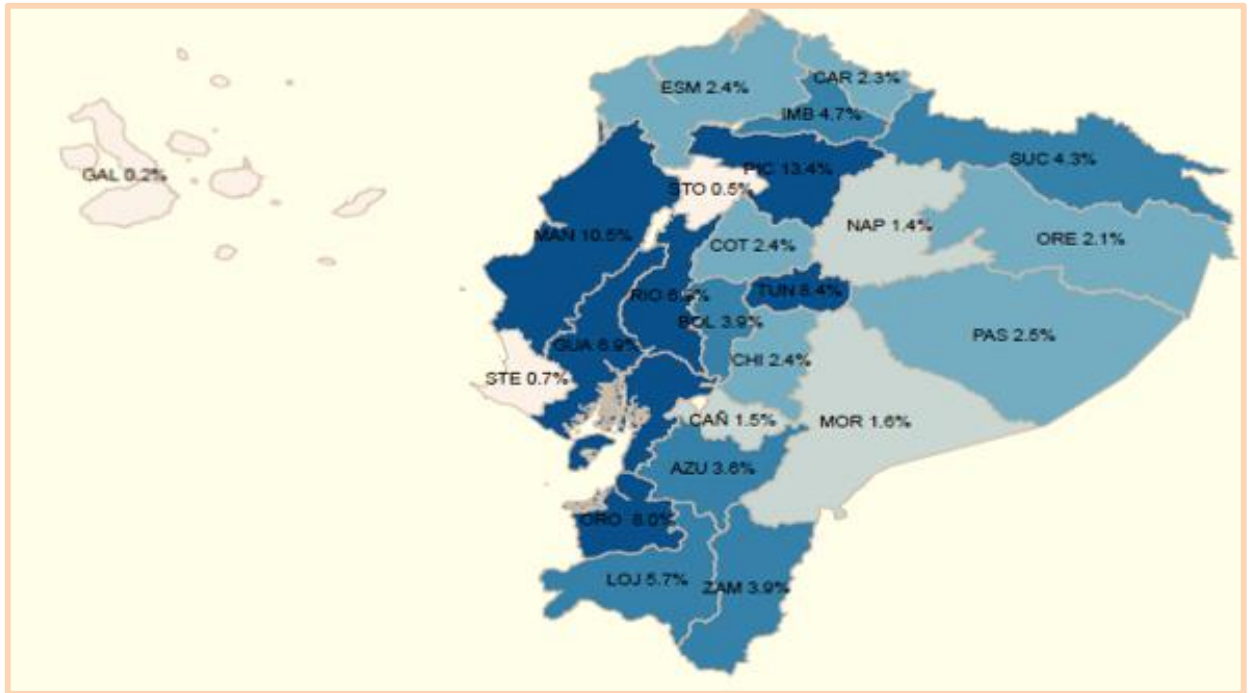 ESM 2.4%
CAR 2.3%
IMB 4.7%
SUC 4.3%
PIC 13.4%
GAL 0.2%
STO 0.5%
NAP 1.4%
MAN 10.5%
COT 2.4%
ORE 2.1%
RIO
TUN
BOL 3.9%
PAS 2.5%
GUA
CHI 2.4%
STE 0.7%
CAÑ 1.5%
MOR 1.6%
AZU 3.6%
ORO
LOJ 5.7%
ZAM 3.9%